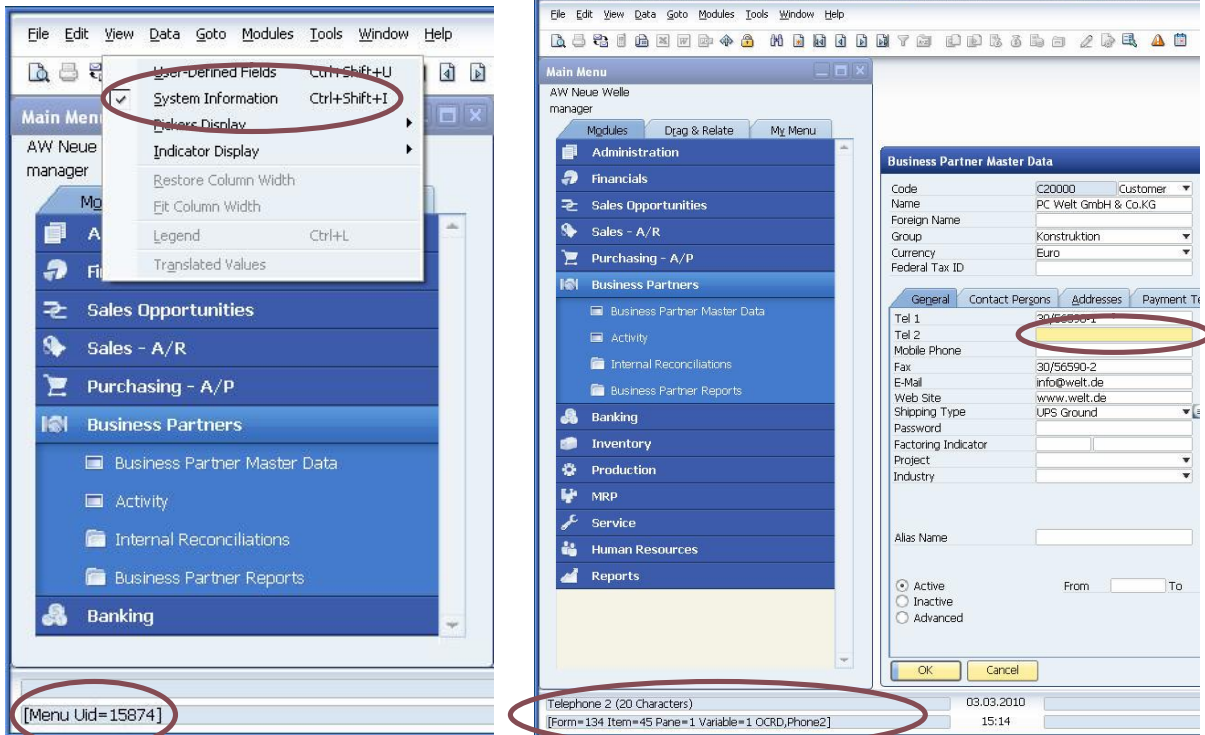 File Edit View Data Goto Modules Tools Window Help
User-Defined Fields Ctrl+Shift+U
System Information Ctrl+Shift+I
Pickers Display
Indicator Display
Restore Column Width
Fit Column Width
Legend Ctrl+L
Translated Values
Main Men
AW Neue
manager
Mo
A
Fi
Sales Opportunities
Sales - A/R
Purchasing - A/P
Business Partners
Business Partner Master Data
Activity
Internal Reconciliations
Business Partner Reports
Banking
[Menu Uid=15874]
File Edit View Data Goto Modules Tools Window Help
Main Menu
AW Neue Welle
manager
Modules Drag & Relate My Menu
Administration
Financials
Sales Opportunities
Sales - A/R
Purchasing - A/P
Business Partners
Business Partner Master Data
Activity
Internal Reconciliations
Business Partner Reports
Banking
Inventory
Production
MRP
Service
Human Resources
Reports
Business Partner Master Data
Code C20000 Customer
Name PC Welt GmbH & Co.KG
Foreign Name
Group Konstruktion
Currency Euro
Federal Tax ID
General Contact Persons Addresses Payment Te
Tel 1 30/56590-1
Tel 2
Mobile Phone
Fax 30/56590-2
E-Mail info@welt.de
Web Site www.welt.de
Shipping Type UPS Ground
Password
Factoring Indicator
Project
Industry
Alias Name
Active From To
Inactive
Advanced
OK Cancel
Telephone 2 (20 Characters) 03.03.2010
[Form=134 Item=45 Pane=1 Variable=1 OCRD,Phone2] 15:14